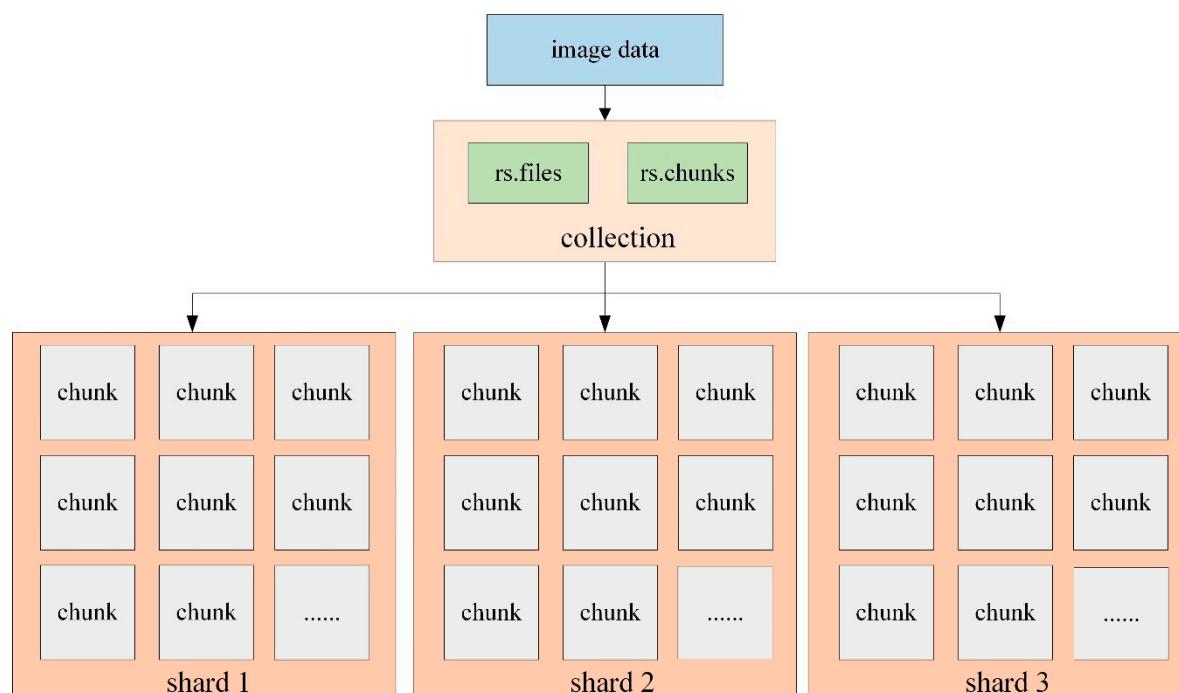 image data
rs.files rs.chunks
collection
chunk chunk chunk chunk chunk chunk chunk chunk chunk
chunk chunk chunk chunk chunk chunk chunk chunk chunk
chunk chunk ...... chunk chunk ...... chunk chunk ......
shard 1 shard 2 shard 3